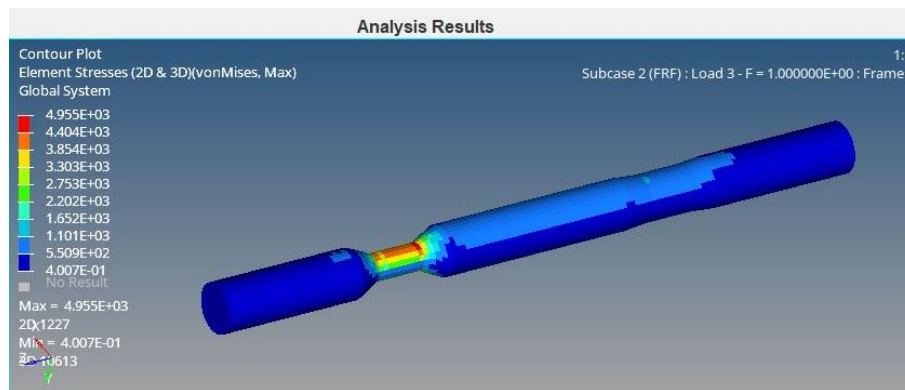 Analysis Results
Contour Plot
1:
Element Stresses (2D & 3D)(vonMises, Max)
Subcase 2 (FRF) : Load 3 - F = 1.000000E+00 : Frame
Global System
4.955E+03
4.404E+03
3.854E+03
3.303E+03
2.753E+03
2.202E+03
1.652E+03
1.101E+03
5.509E+02
4.007E-01
No Result
Max = 4.955E+03
2D 1227
X
Min = 4.007E-01
Z
10613
Y